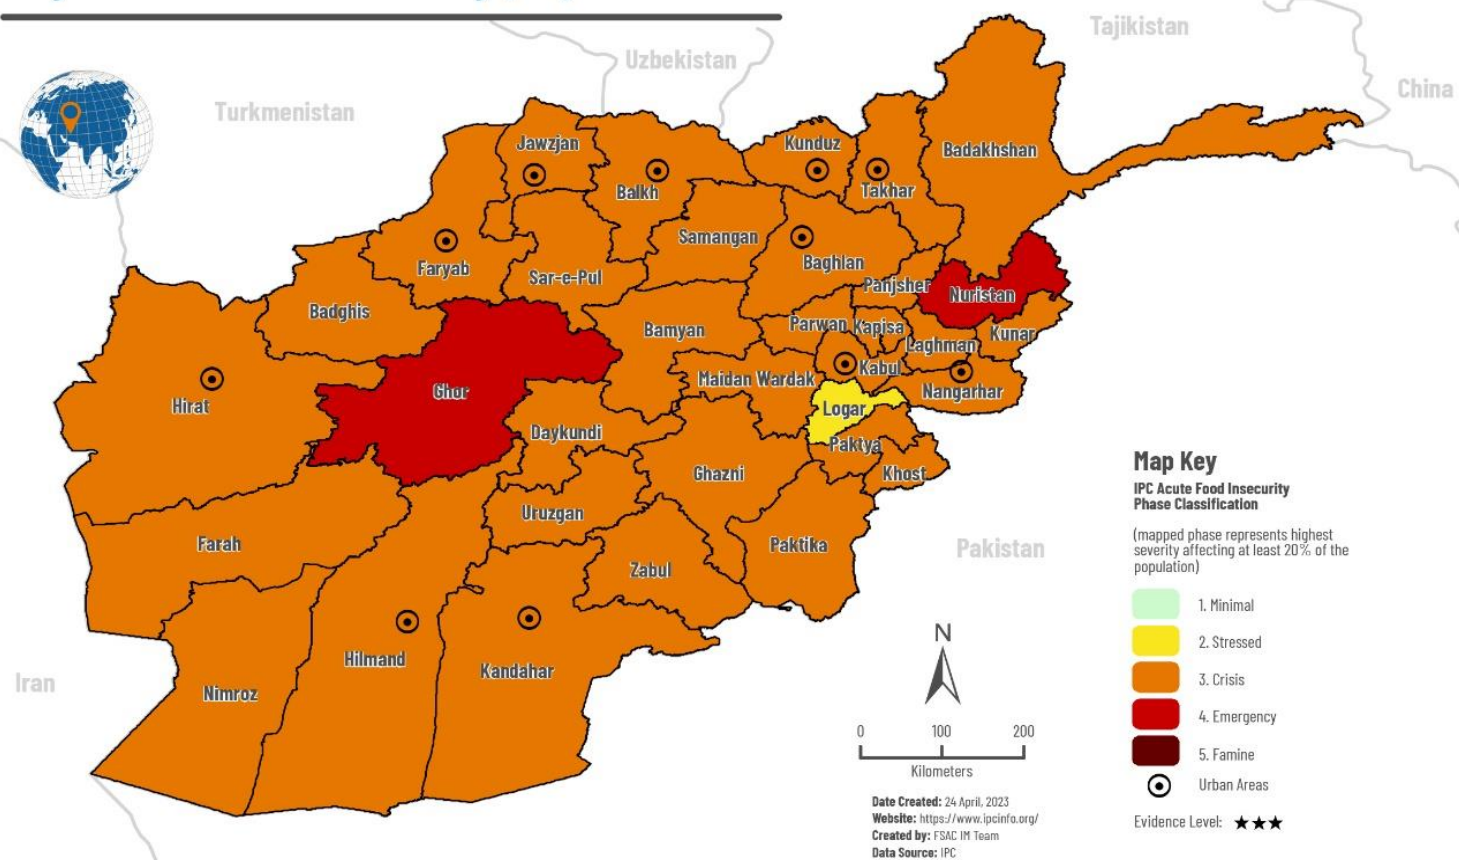 Tajikistan
Uzbekistan
China
Turkmenistan
Jawzjan
Kunduz
Badakhshan
Balkh
Takhar
Samangan
Faryab
Baghlan
Sar-e-Pul
Panjsher
Nuristan
Badghis
Bamyan
Parwan
Kapisa
Kunar
Laghman
Kabul
Maidan Wardak
Ghor
Nangarhar
Hirat
Logar
Daykundi
Paktya
Ghazni
Khost
Uruzgan
Farah
Paktika
Pakistan
Zabul
Hilmand
Kandahar
Iran
Nimroz
N
0 100 200
Kilometers
Date Created: 24 April, 2023
Website: https://www.ipcinfo.org/
Created by: FSAC IM Team
Data Source: IPC
Map Key
IPC Acute Food Insecurity
Phase Classification
(mapped phase represents highest
severity affecting at least 20% of the
population)
1. Minimal
2. Stressed
3. Crisis
4. Emergency
5. Famine
Urban Areas
Evidence Level: ★★★